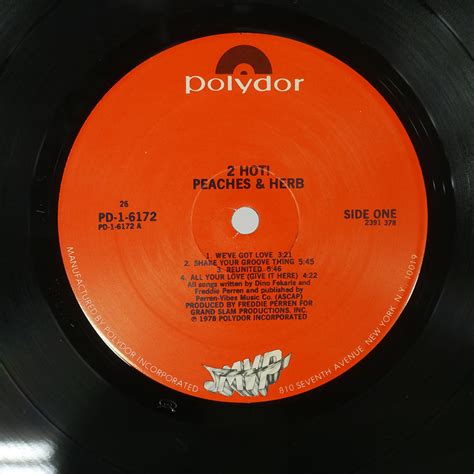 polydor
2 HOT!
PEACHES & HERB
26
PD-1-6172
PD-1-6172 A
SIDE ONE
2391 378
1. WE'VE GOT LOVE 3:21
2. SHAKE YOUR GROOVE THING 5:45
3. REUNITED 5:46
4. ALL YOUR LOVE (GIVE IT HERE) 4:22
All songs written by Dino Fekaris and
Freddie Perren and published by
Perren-Vibes Music Co. (ASCAP)
PRODUCED BY FREDDIE PERREN FOR
GRAND SLAM PRODUCTIONS, INC.
℗ 1978 POLYDOR INCORPORATED
MVP
MANUFACTURED BY POLYDOR INCORPORATED
810 SEVENTH AVENUE, NEW YORK, N.Y. 10019